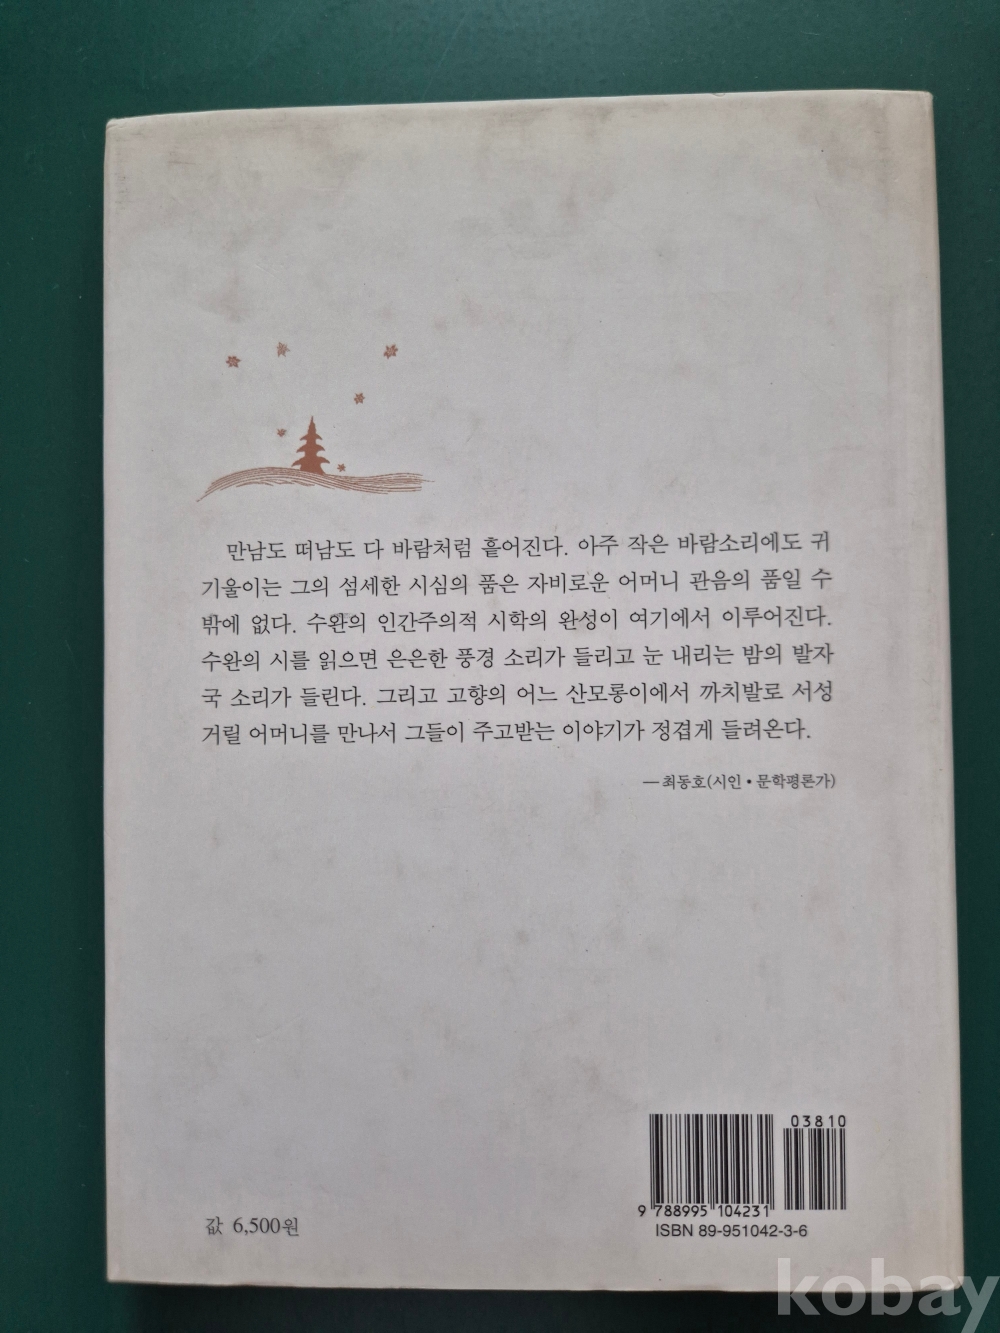 만남도 떠남도 다 바람처럼 흩어진다. 아주 작은 바람소리에도 귀
기울이는 그의 섬세한 시심의 품은 자비로운 어머니 관음의 품일 수
밖에 없다. 수완의 인간주의적 시학의 완성이 여기에서 이루어진다.
수완의 시를 읽으면 은은한 풍경 소리가 들리고 눈 내리는 밤의 발자
국 소리가 들린다. 그리고 고향의 어느 산모롱이에서 까치발로 서성
거릴 어머니를 만나서 그들이 주고받는 이야기가 정겹게 들려온다.
—최동호(시인•문학평론가)
03810
9 788995 104231
ISBN 89-951042-3-6
값 6,500원
kobay